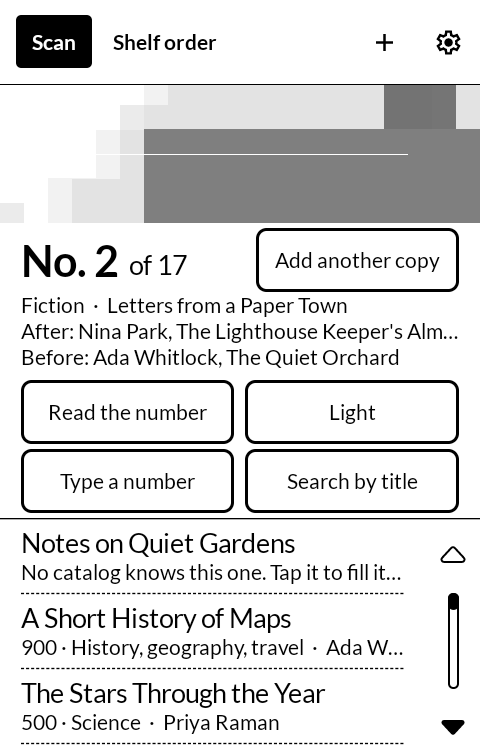 Scan Shelf order +
No. 2 of 17 Add another copy
Fiction · Letters from a Paper Town
After: Nina Park, The Lighthouse Keeper's Alm...
Before: Ada Whitlock, The Quiet Orchard
Read the number Light
Type a number Search by title
Notes on Quiet Gardens
No catalog knows this one. Tap it to fill it...
A Short History of Maps
900 · History, geography, travel · Ada W...
The Stars Through the Year
500 · Science · Priya Raman